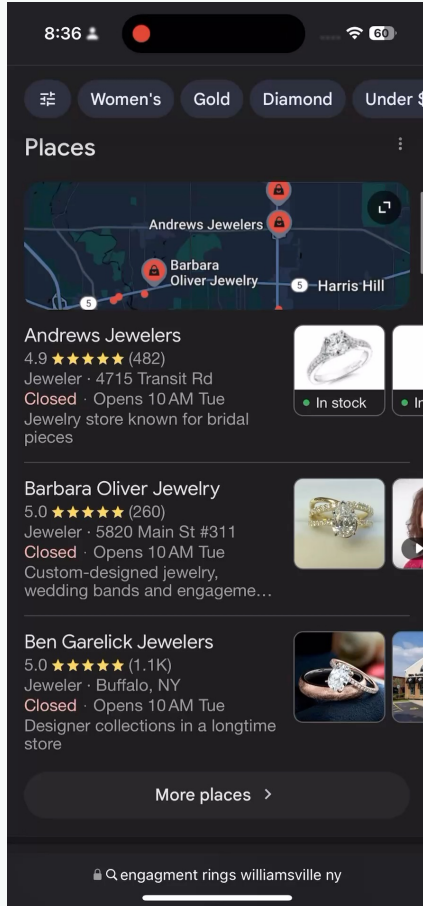 8:36
60
Women's
Gold
Diamond
Under $
Places
Andrews Jewelers
Barbara
Oliver Jewelry
5
Harris Hill
5
Andrews Jewelers
4.9 ★★★★★ (482)
Jeweler · 4715 Transit Rd
Closed · Opens 10 AM Tue
Jewelry store known for bridal
pieces
In stock
In
Barbara Oliver Jewelry
5.0 ★★★★★ (260)
Jeweler · 5820 Main St #311
Closed · Opens 10 AM Tue
Custom-designed jewelry,
wedding bands and engageme...
Ben Garelick Jewelers
5.0 ★★★★★ (1.1K)
Jeweler · Buffalo, NY
Closed · Opens 10 AM Tue
Designer collections in a longtime
store
More places
engagment rings williamsville ny